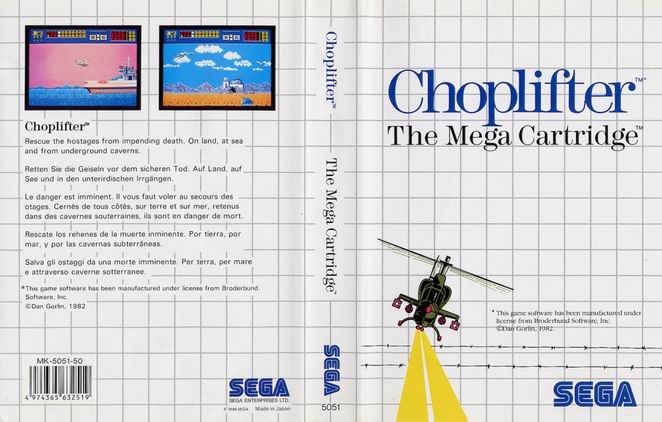 Choplifter™
Rescue the hostages from impending death. On land, at sea
and from underground caverns.
Retten Sie die Geiseln vor dem sicheren Tod. Auf Land, auf
See und in den unterirdischen Irrgängen.
Le danger est imminent. Il vous faut voler au secours des
otages. Cernés de tous côtés, sur terre et sur mer, retenus
dans des cavernes souterraines, ils sont en danger de mort.
Rescate los rehenes de la muerte inminente. Por tierra, por
mar, y por las cavernas subterráneas.
Salva gli ostaggi da una morte imminente. Per terra, per mare
e attraverso caverne sotterranee.
*This game software has been manufactured under license from Broderbund
Software, Inc.
©Dan Gorlin, 1982
MK-5051-50
4 974365 632519
SEGA
SEGA ENTERPRISES LTD.
© 1986 SEGA Made in Japan
Choplifter™
The Mega Cartridge™
SEGA
5051
Choplifter™
The Mega Cartridge™
*This game software has been manufactured under
license from Broderbund Software, Inc.
©Dan Gorlin, 1982.
SEGA